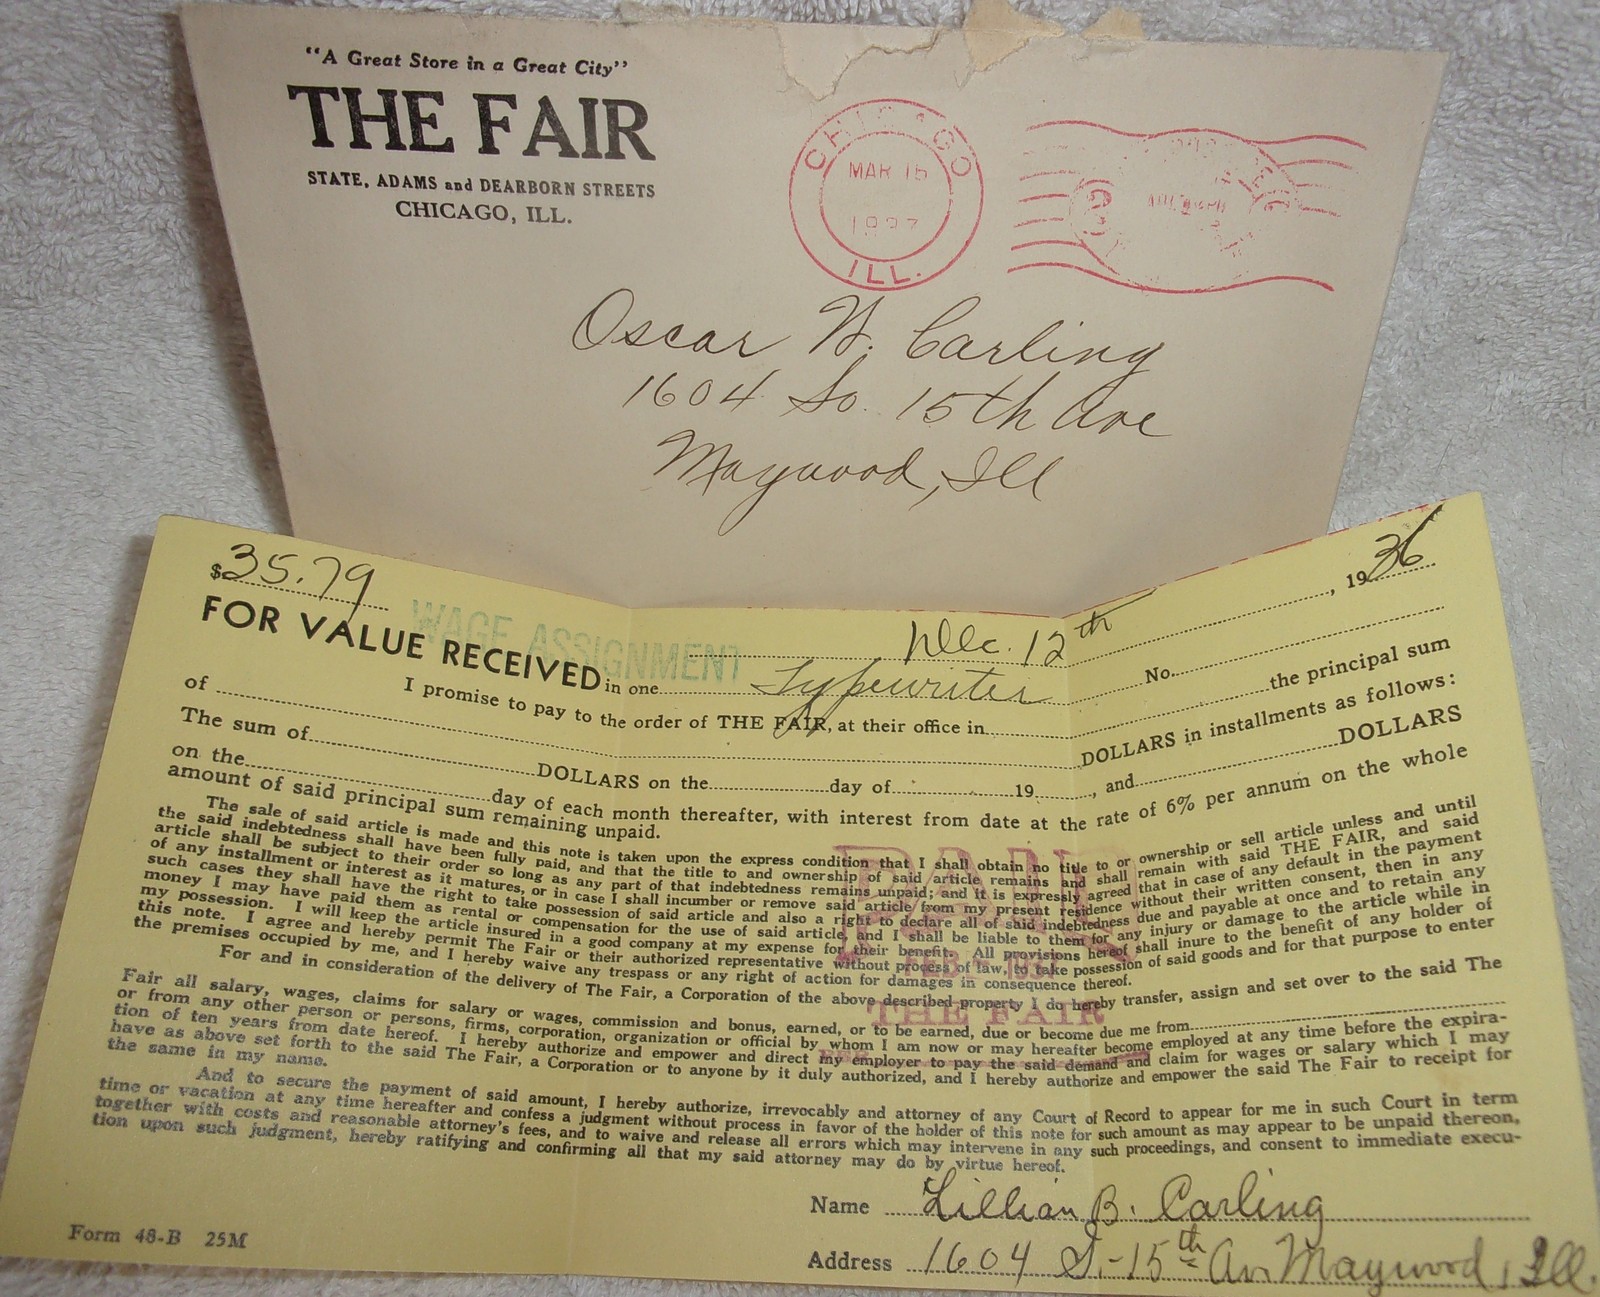 "A Great Store in a Great City"
THE FAIR
STATE, ADAMS and DEARBORN STREETS
CHICAGO, ILL.
CHICAGO
MAR 16
1937
ILL.
Oscar W. Carling
1604 So. 15th Ave
Maywood, Ill
$35.79
WAGE ASSIGNMENT
Dec. 12th, 1936
FOR VALUE RECEIVED in one Typewriter No.
I promise to pay to the order of THE FAIR, at their office in the principal sum
of DOLLARS in installments as follows:
The sum of DOLLARS on the day of 19 , and DOLLARS
on the day of each month thereafter, with interest from date at the rate of 6% per annum on the whole
amount of said principal sum remaining unpaid.
The sale of said article is made and this note is taken upon the express condition that I shall obtain no title to or ownership or sell article unless and until
the said indebtedness shall have been fully paid, and that the title to and ownership of said article remains and shall remain with said THE FAIR, and said
article shall be subject to their order so long as any part of that indebtedness remains unpaid; and it is expressly agreed that in case of any default in the payment
of any installment or interest as it matures, or in case I shall incumber or remove said article from my present residence without their written consent, then in any
such cases they shall have the right to take possession of said article and also a right to declare all of said indebtedness due and payable at once and to retain any
money I may have paid them as rental or compensation for the use of said article, and I shall be liable to them for any injury or damage to the article while in
my possession. I will keep the article insured in a good company at my expense for their benefit. All provisions hereof shall inure to the benefit of any holder of
this note. I agree and hereby permit The Fair or their authorized representative without process of law, to take possession of said goods and for that purpose to enter
the premises occupied by me, and I hereby waive any trespass or any right of action for damages in consequence thereof.
For and in consideration of the delivery of The Fair, a Corporation of the above described property I do hereby transfer, assign and set over to the said The
Fair all salary, wages, claims for salary or wages, commission and bonus, earned, or to be earned, due or become due me from
or from any other person or persons, firms, corporation, organization or official by whom I am now or may hereafter become employed at any time before the expira-
tion of ten years from date hereof. I hereby authorize and empower and direct my employer to pay the said demand and claim for wages or salary which I may
have as above set forth to the said The Fair, a Corporation or to anyone by it duly authorized, and I hereby authorize and empower the said The Fair to receipt for
the same in my name.
And to secure the payment of said amount, I hereby authorize, irrevocably and attorney of any Court of Record to appear for me in such Court in term
time or vacation at any time hereafter and confess a judgment without process in favor of the holder of this note for such amount as may appear to be unpaid thereon,
together with costs and reasonable attorney's fees, and to waive and release all errors which may intervene in any such proceedings, and consent to immediate execu-
tion upon such judgment, hereby ratifying and confirming all that my said attorney may do by virtue hereof.
PAID
THE FAIR
PER
Name Lillian B. Carling
Address 1604 S.-15th Av. Maywood, Ill.
Form 48-B 25M